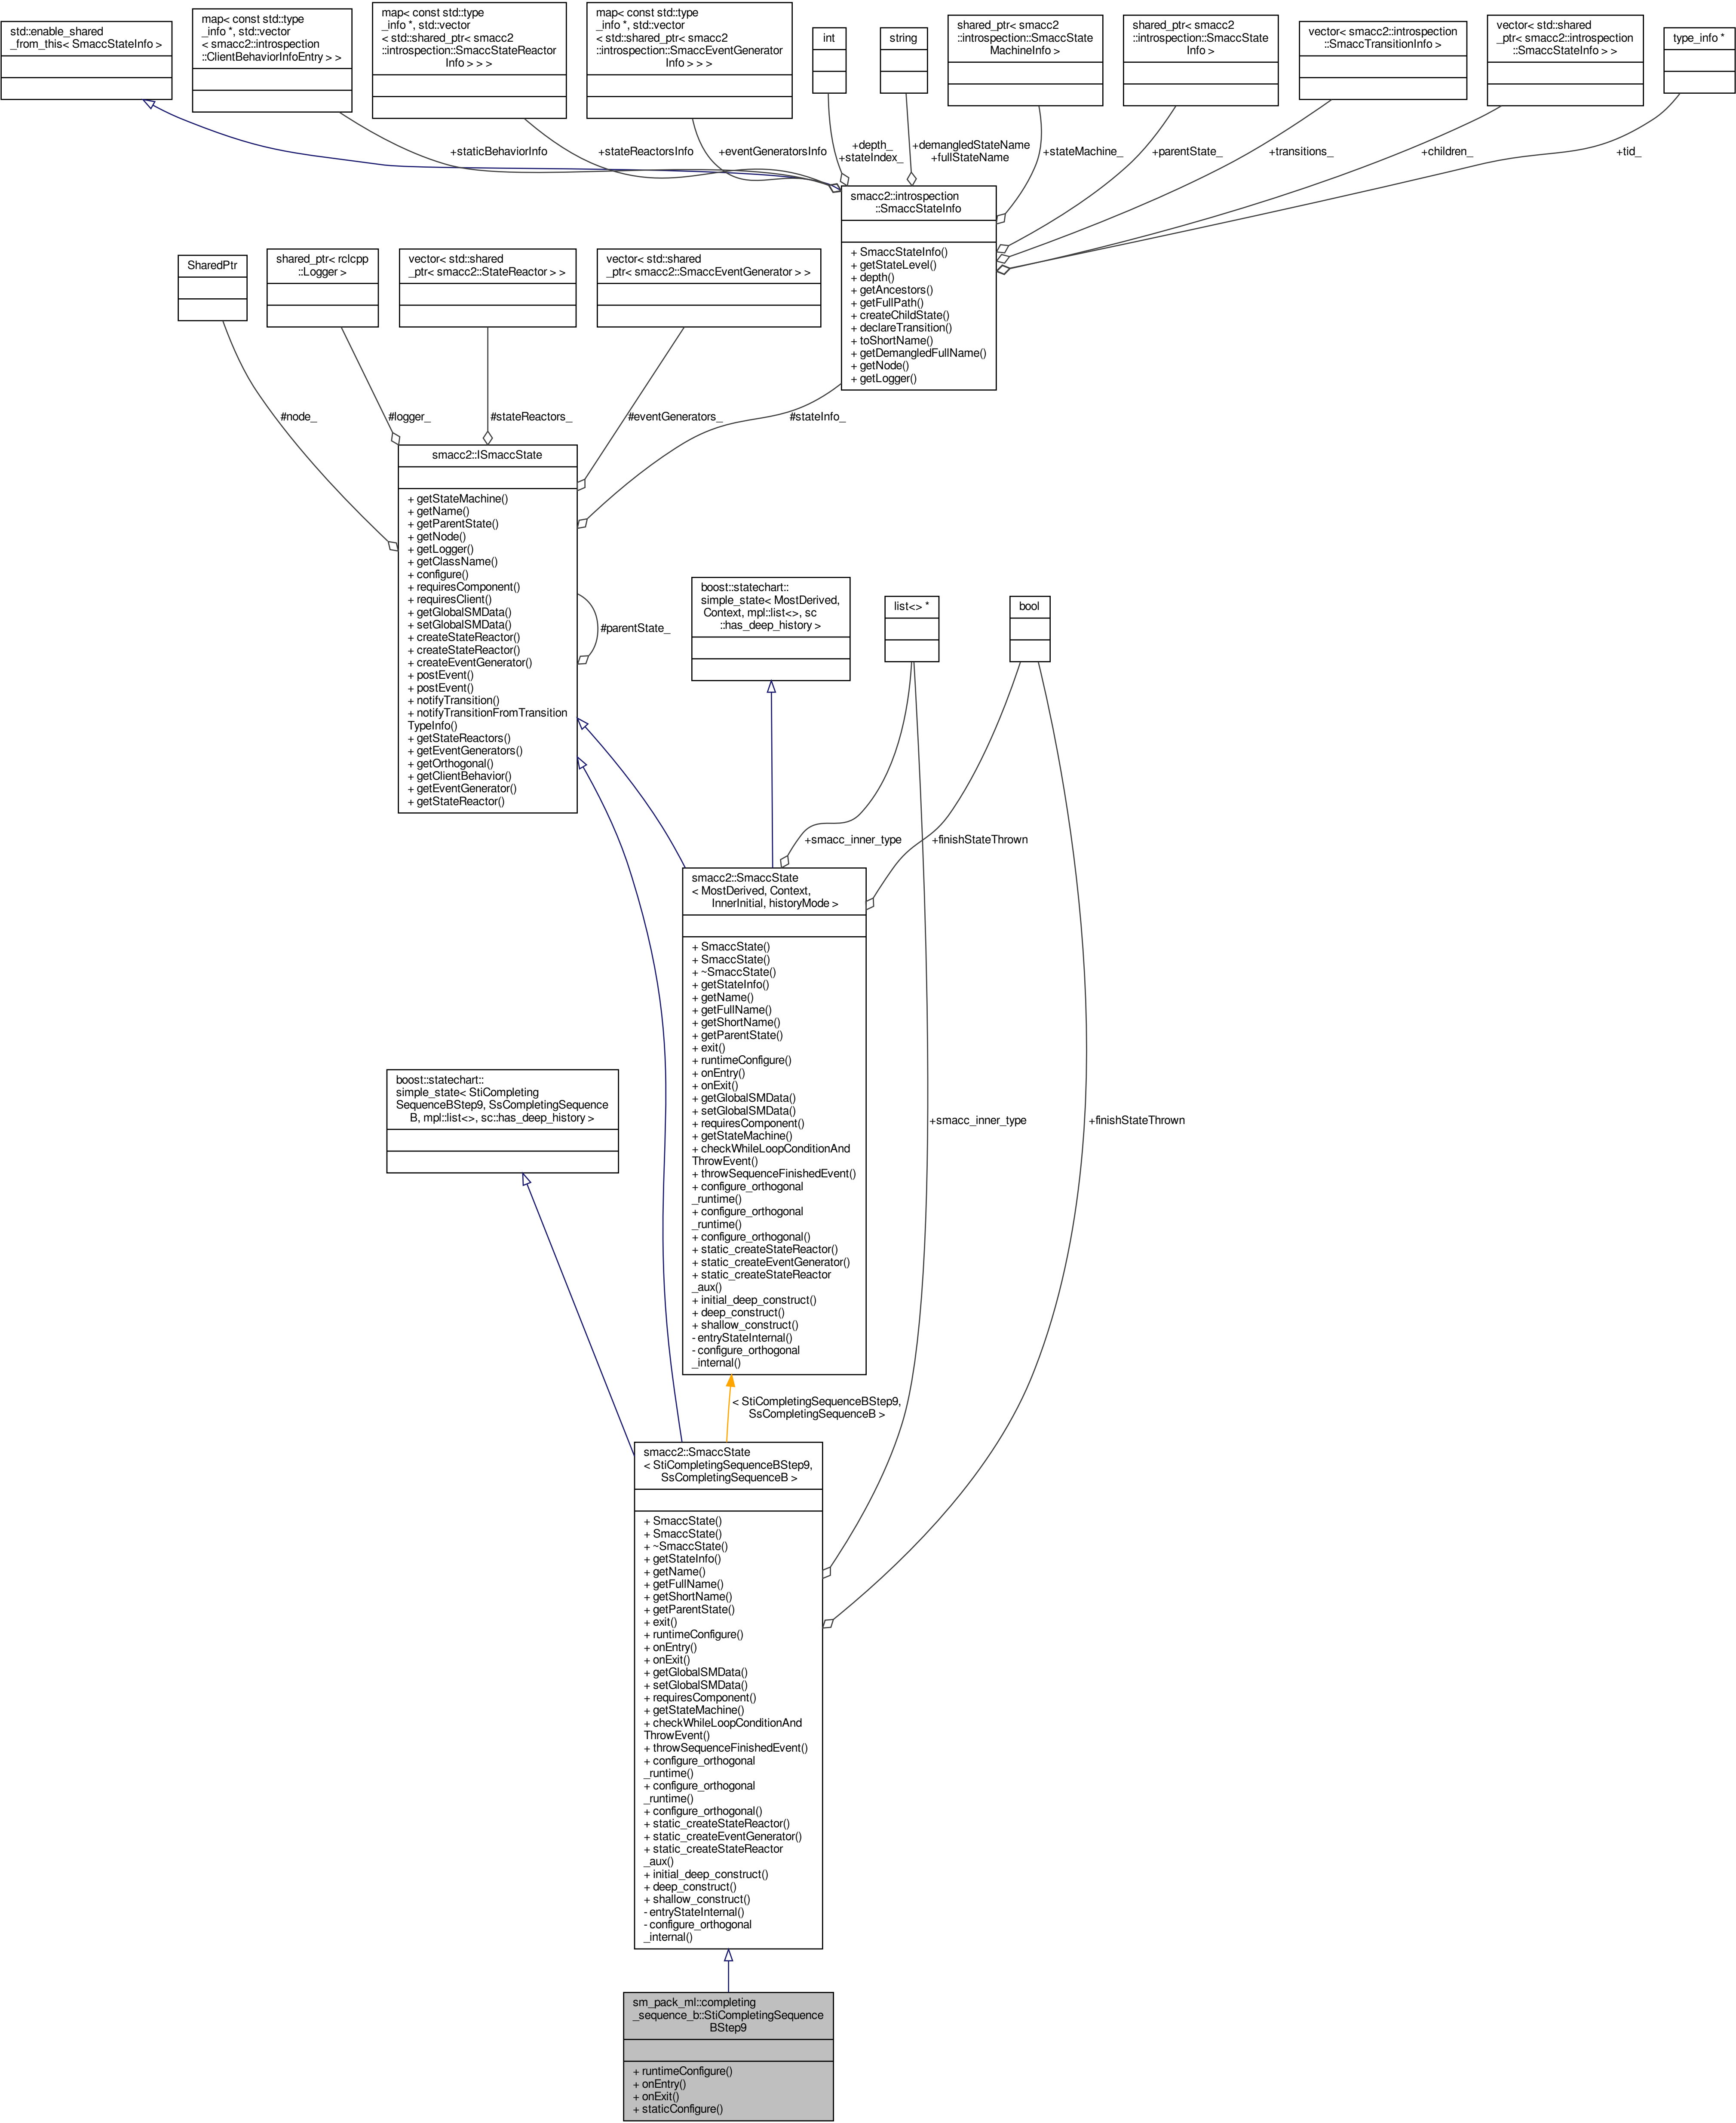 std::enable_shared
_from_this< SmaccStateInfo >
map< const std::type
_info *, std::vector
< smacc2::introspection
::ClientBehaviorInfoEntry > >
map< const std::type
_info *, std::vector
< std::shared_ptr< smacc2
::introspection::SmaccStateReactor
Info > > >
map< const std::type
_info *, std::vector
< std::shared_ptr< smacc2
::introspection::SmaccEventGenerator
Info > > >
int
string
shared_ptr< smacc2
::introspection::SmaccState
MachineInfo >
shared_ptr< smacc2
::introspection::SmaccState
Info >
vector< smacc2::introspection
::SmaccTransitionInfo >
vector< std::shared
_ptr< smacc2::introspection
::SmaccStateInfo > >
type_info *
+staticBehaviorInfo
+stateReactorsInfo
+eventGeneratorsInfo
+depth_
+stateIndex_
+demangledStateName
+fullStateName
+stateMachine_
+parentState_
+transitions_
+children_
+tid_
smacc2::introspection
::SmaccStateInfo
+ SmaccStateInfo()
+ getStateLevel()
+ depth()
+ getAncestors()
+ getFullPath()
+ createChildState()
+ declareTransition()
+ toShortName()
+ getDemangledFullName()
+ getNode()
+ getLogger()
SharedPtr
shared_ptr< rclcpp
::Logger >
vector< std::shared
_ptr< smacc2::StateReactor > >
vector< std::shared
_ptr< smacc2::SmaccEventGenerator > >
#node_
#logger_
#stateReactors_
#eventGenerators_
#stateInfo_
smacc2::ISmaccState
+ getStateMachine()
+ getName()
+ getParentState()
+ getNode()
+ getLogger()
+ getClassName()
+ configure()
+ requiresComponent()
+ requiresClient()
+ getGlobalSMData()
+ setGlobalSMData()
+ createStateReactor()
+ createStateReactor()
+ createEventGenerator()
+ postEvent()
+ postEvent()
+ notifyTransition()
+ notifyTransitionFromTransition
TypeInfo()
+ getStateReactors()
+ getEventGenerators()
+ getOrthogonal()
+ getClientBehavior()
+ getEventGenerator()
+ getStateReactor()
#parentState_
boost::statechart::
simple_state< MostDerived,
Context, mpl::list<>, sc
::has_deep_history >
list<> *
bool
+smacc_inner_type
+finishStateThrown
smacc2::SmaccState
< MostDerived, Context,
InnerInitial, historyMode >
+ SmaccState()
+ SmaccState()
+ ~SmaccState()
+ getStateInfo()
+ getName()
+ getFullName()
+ getShortName()
+ getParentState()
+ exit()
+ runtimeConfigure()
+ onEntry()
+ onExit()
+ getGlobalSMData()
+ setGlobalSMData()
+ requiresComponent()
+ getStateMachine()
+ checkWhileLoopConditionAnd
ThrowEvent()
+ throwSequenceFinishedEvent()
+ configure_orthogonal
_runtime()
+ configure_orthogonal
_runtime()
+ configure_orthogonal()
+ static_createStateReactor()
+ static_createEventGenerator()
+ static_createStateReactor
_aux()
+ initial_deep_construct()
+ deep_construct()
+ shallow_construct()
- entryStateInternal()
- configure_orthogonal
_internal()
boost::statechart::
simple_state< StiCompleting
SequenceBStep9, SsCompletingSequence
B, mpl::list<>, sc::has_deep_history >
+smacc_inner_type
+finishStateThrown
< StiCompletingSequenceBStep9,
SsCompletingSequenceB >
smacc2::SmaccState
< StiCompletingSequenceBStep9,
SsCompletingSequenceB >
+ SmaccState()
+ SmaccState()
+ ~SmaccState()
+ getStateInfo()
+ getName()
+ getFullName()
+ getShortName()
+ getParentState()
+ exit()
+ runtimeConfigure()
+ onEntry()
+ onExit()
+ getGlobalSMData()
+ setGlobalSMData()
+ requiresComponent()
+ getStateMachine()
+ checkWhileLoopConditionAnd
ThrowEvent()
+ throwSequenceFinishedEvent()
+ configure_orthogonal
_runtime()
+ configure_orthogonal
_runtime()
+ configure_orthogonal()
+ static_createStateReactor()
+ static_createEventGenerator()
+ static_createStateReactor
_aux()
+ initial_deep_construct()
+ deep_construct()
+ shallow_construct()
- entryStateInternal()
- configure_orthogonal
_internal()
sm_pack_ml::completing
_sequence_b::StiCompletingSequence
BStep9
+ runtimeConfigure()
+ onEntry()
+ onExit()
+ staticConfigure()